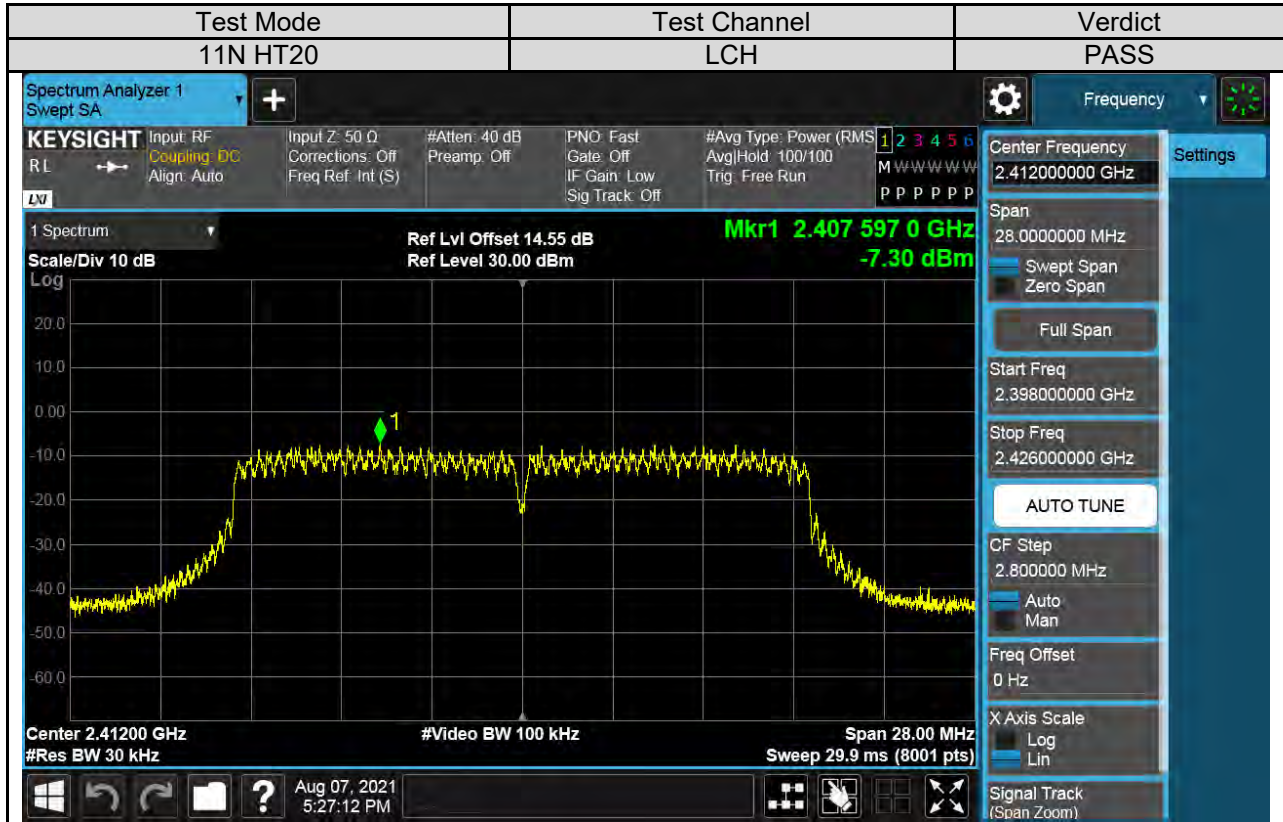 Test Mode Test Channel Verdict
11N HT20 LCH PASS
Spectrum Analyzer 1
Swept SA
+
Frequency
KEYSIGHT
R L
LXI
Input: RF
Coupling: DC
Align: Auto
Input Z: 50 Ω
Corrections: Off
Freq Ref: Int (S)
#Atten: 40 dB
Preamp: Off
PNO: Fast
Gate: Off
IF Gain: Low
Sig Track: Off
#Avg Type: Power (RMS
Avg|Hold: 100/100
Trig: Free Run
1 2 3 4 5 6
M W W W W W
P P P P P P
1 Spectrum
Scale/Div 10 dB
Log
Ref Lvl Offset 14.55 dB
Ref Level 30.00 dBm
Mkr1 2.407 597 0 GHz
-7.30 dBm
20.0
10.0
0.00
-10.0
-20.0
-30.0
-40.0
-50.0
-60.0
1
Center 2.41200 GHz
#Res BW 30 kHz
#Video BW 100 kHz
Span 28.00 MHz
Sweep 29.9 ms (8001 pts)
Center Frequency
2.412000000 GHz
Settings
Span
28.0000000 MHz
Swept Span
Zero Span
Full Span
Start Freq
2.398000000 GHz
Stop Freq
2.426000000 GHz
AUTO TUNE
CF Step
2.800000 MHz
Auto
Man
Freq Offset
0 Hz
X Axis Scale
Log
Lin
Signal Track
(Span Zoom)
?
Aug 07, 2021
5:27:12 PM